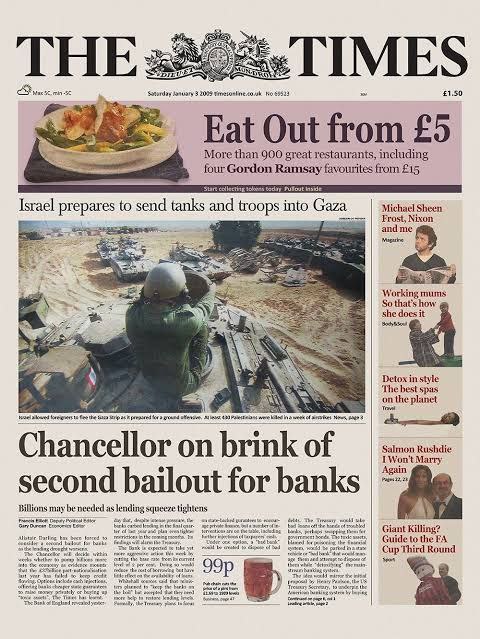 THE TIMES
DIEU ET MON DROIT
Max 5C, min -5C
Saturday January 3 2009 timesonline.co.uk No 69523
£1.50
Eat Out from £5
More than 900 great restaurants, including
four Gordon Ramsay favourites from £15
Start collecting tokens today Pullout inside
Israel prepares to send tanks and troops into Gaza
Israel allowed foreigners to flee the Gaza Strip as it prepared for a ground offensive. At least 430 Palestinians were killed in a week of airstrikes News, page 3
Michael Sheen
Frost, Nixon
and me
Magazine
Working mums
So that's how
she does it
Body&Soul
Detox in style
The best spas
on the planet
Travel
Salmon Rushdie
I Won't Marry
Again
Pages 22, 23
Giant Killing?
Guide to the FA
Cup Third Round
Sport
Chancellor on brink of
second bailout for banks
Billions may be needed as lending squeeze tightens
Francis Elliott Deputy Political Editor
Gary Duncan Economics Editor
Alistair Darling has been forced to
consider a second bailout for banks
as the lending drought worsens.
The Chancellor will decide within
weeks whether to pump billions more
into the economy as evidence mounts
that the £37billion part-nationalisation
last year has failed to keep credit
flowing. Options include cash injections,
offering banks cheaper state guarantees
to raise money privately or buying up
"toxic assets", The Times has learnt.
The Bank of England revealed yester-
day that, despite intense pressure, the
banks curbed lending in the final quar-
ter of last year and plan even tighter
restrictions in the coming months. Its
findings will alarm the Treasury.
The Bank is expected to take yet
more aggressive action this week by
cutting the base rate from its current
level of 2 per cent. Doing so would
reduce the cost of borrowing but have
little effect on the availability of loans.
Whitehall sources said that minis-
ters planned to "keep the banks on
the boil" but accepted that they need
more help to restore lending levels.
Formally, the Treasury plans to focus
on state-backed guarantees to encour-
age private finance, but a number of in-
terventions are on the table, including
further injections of taxpayers' cash.
Under one option, a "bad bank"
would be created to dispose of bad
99p
Pub chain cuts the
price of a pint from
£1.69 to 1989 levels
Business, page 47
debts. The Treasury would take
bad loans off the hands of troubled
banks, perhaps swapping them for
government bonds. The toxic assets,
blamed for poisoning the financial
system, would be parked in a state
vehicle or "bad bank" that would man-
age them and attempt to dispose of
them while "detoxifying" the main-
stream banking system.
The idea would mirror the initial
proposal by Henry Paulson, the US
Treasury Secretary, to underpin the
American banking system by buying
Continued on page 6, col 1
Leading article, page 2